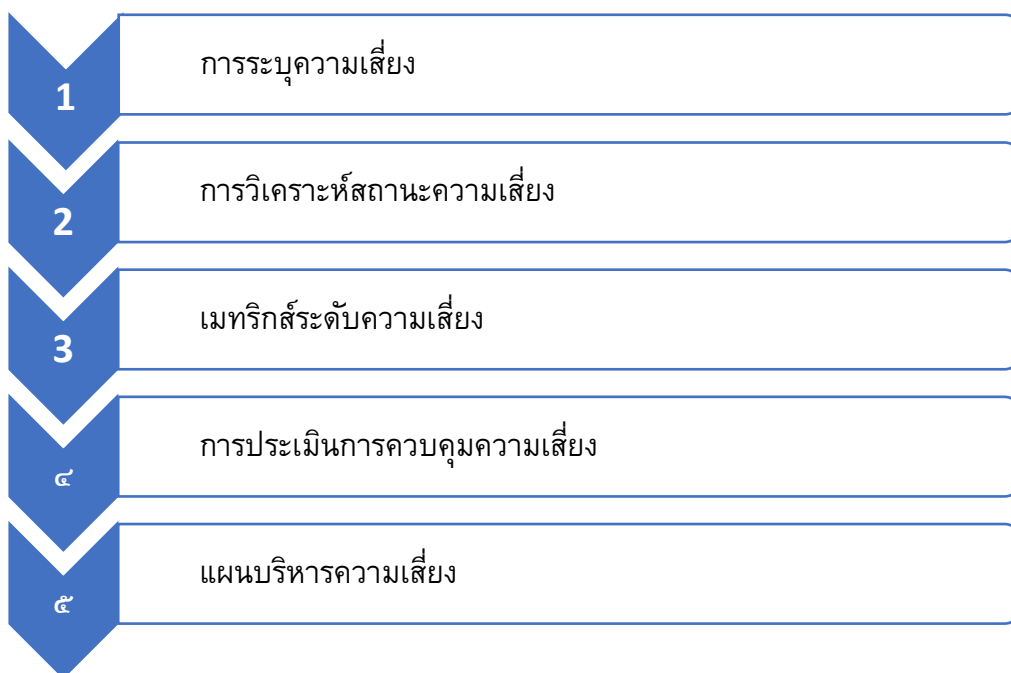 1
การระบุความเสี่ยง
2
การวิเคราะห์สถานะความเสี่ยง
3
เมทริกส์ระดับความเสี่ยง
๔
การประเมินการควบคุมความเสี่ยง
๕
แผนบริหารความเสี่ยง